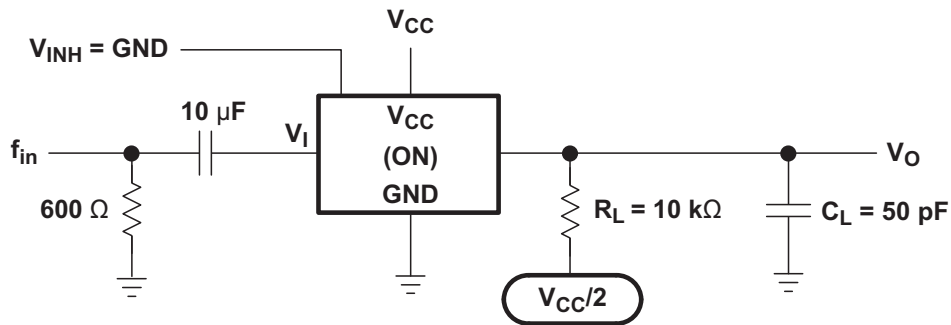 V_CC
V_INH = GND
10 µF
V_I
V_CC
(ON)
GND
f_in
V_O
600 Ω
R_L = 10 kΩ
C_L = 50 pF
V_CC/2